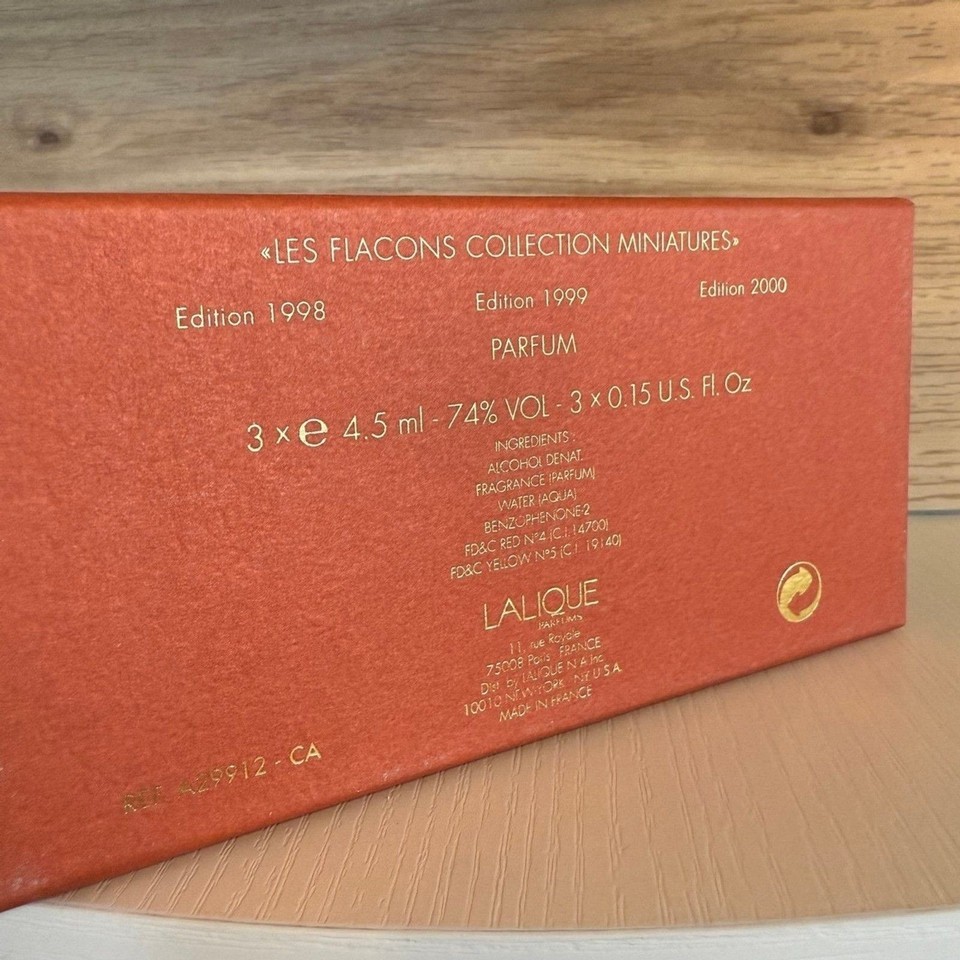 «LES FLACONS COLLECTION MINIATURES»
Edition 1998 Edition 1999 Edition 2000
PARFUM
3 x e 4.5 ml - 74% VOL - 3 x 0.15 U.S. Fl. Oz
INGREDIENTS :
ALCOHOL DENAT.
FRAGRANCE (PARFUM)
WATER (AQUA)
BENZOPHENONE-2
FD&C RED N°4 (C.I.14700)
FD&C YELLOW N°5 (C.I. 19140)
LALIQUE
PARFUMS
11, rue Royale
75008 Paris FRANCE
Dist. by LALIQUE N.A.Inc.
10010 NEW YORK NY U.S.A.
MADE IN FRANCE
REF. AZ9912 - CA